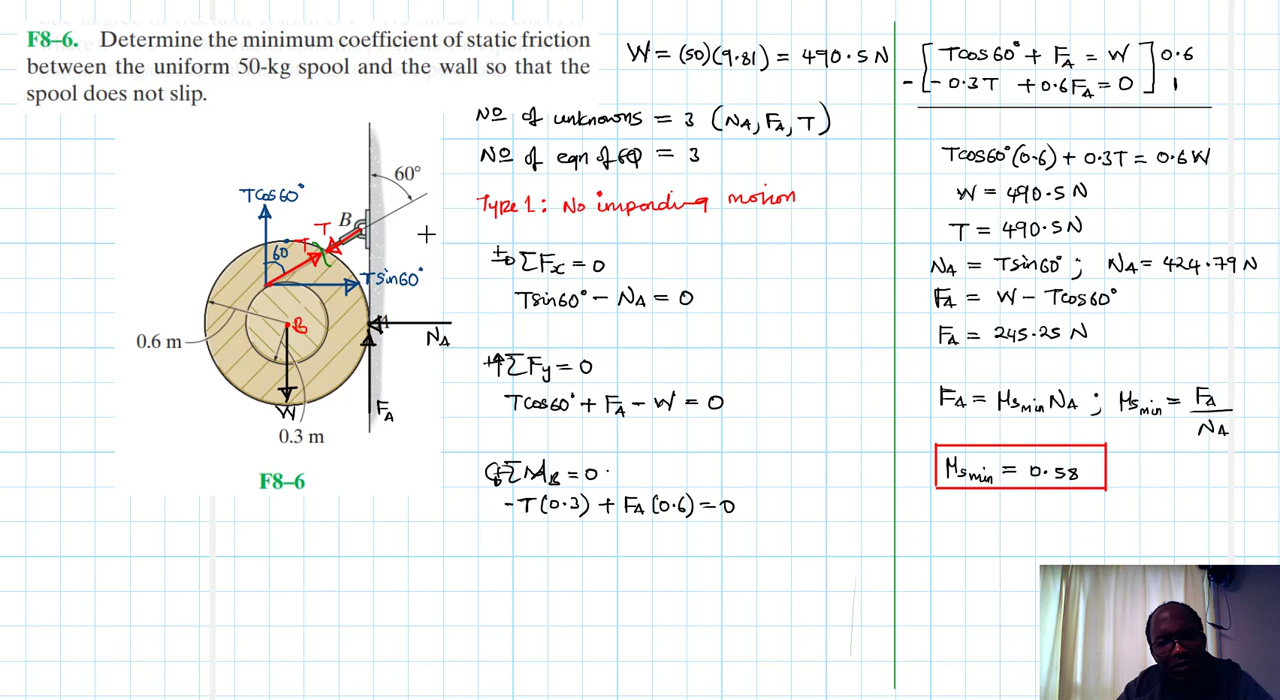 F8–6. Determine the minimum coefficient of static friction
between the uniform 50-kg spool and the wall so that the
spool does not slip.
60°
Tcos60°
B
T
T
60°
Tsin60°
B
0.6 m
A
NA
W
FA
0.3 m
F8–6
W = (50)(9.81) = 490.5 N
No of unknowns = 3 (NA, FA, T)
No of eqn of EQ = 3
Type 1: No impending motion
+ ΣFx = 0
Tsin60° - NA = 0
+↑ΣFy = 0
Tcos60° + FA - W = 0
+ΣMB = 0
-T(0.3) + FA(0.6) = 0
[Tcos60° + FA = W] 0.6
-[-0.3T + 0.6FA = 0] 1
Tcos60°(0.6) + 0.3T = 0.6W
W = 490.5 N
T = 490.5 N
NA = Tsin60° ; NA = 424.79 N
FA = W - Tcos60°
FA = 245.25 N
FA = μsmin NA ; μsmin = FA
NA
μsmin = 0.58